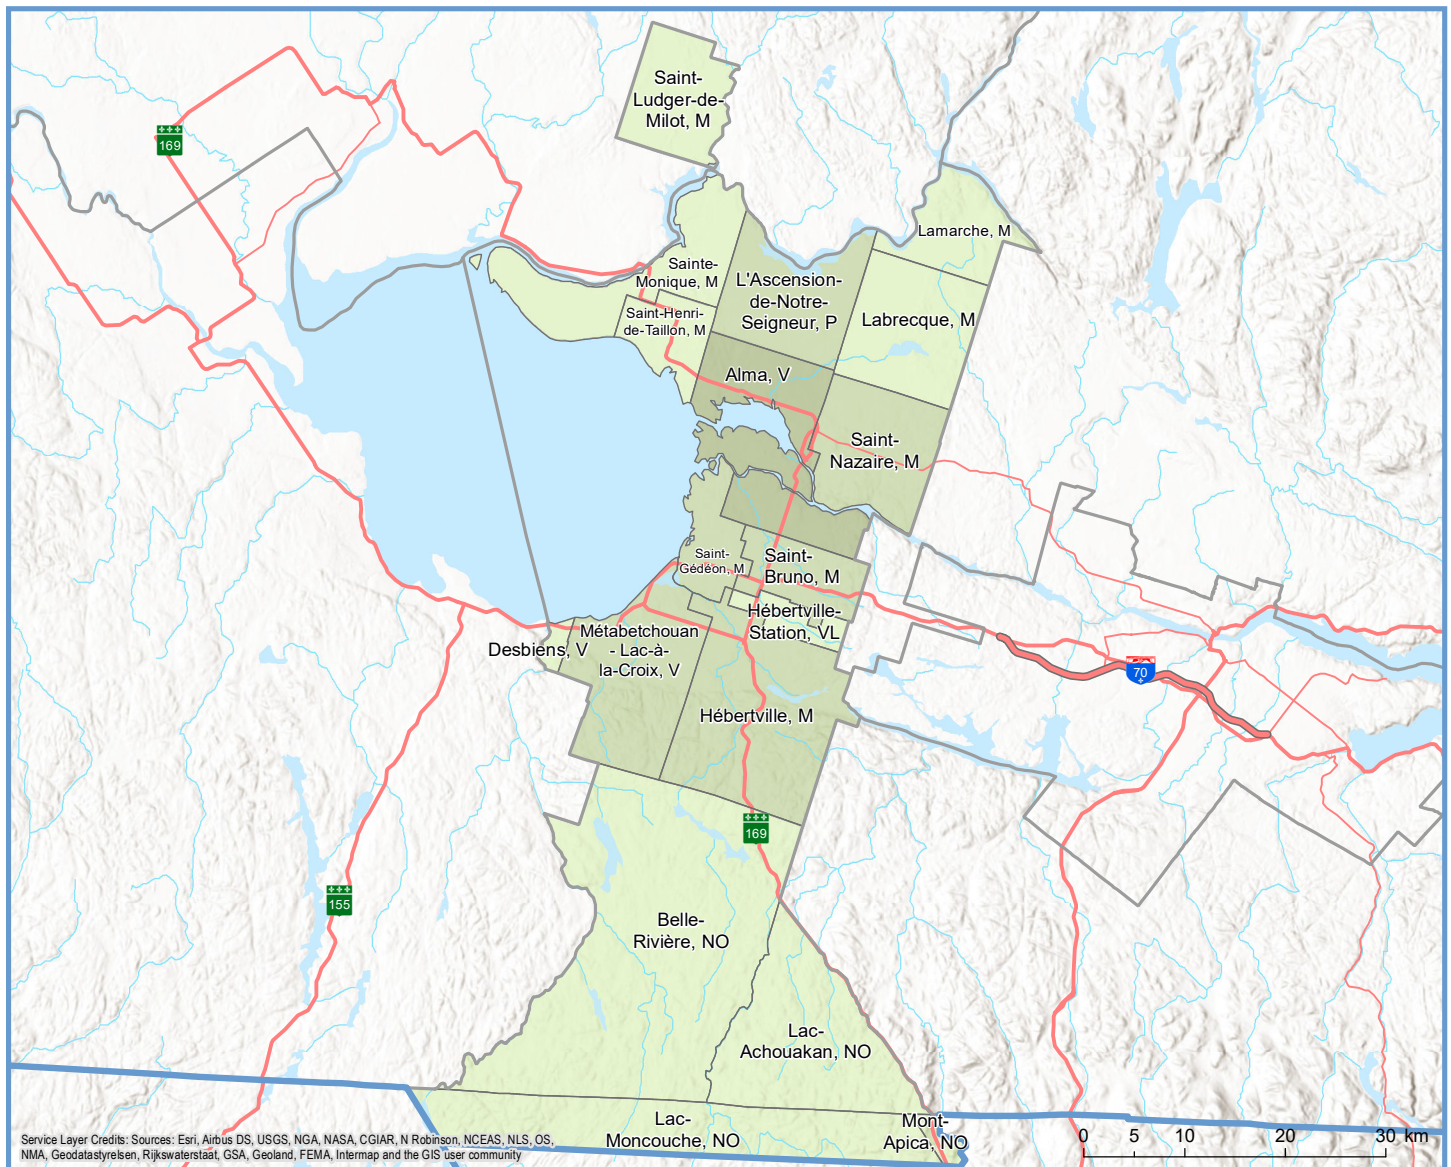 Saint-
Ludger-de-
Milot, M
169
Lamarche, M
Sainte-
Monique, M
L'Ascension-
de-Notre-
Seigneur, P
Saint-Henri-
de-Taillon, M
Labrecque, M
Alma, V
Saint-
Nazaire, M
Saint-
Gédéon, M
Saint-
Bruno, M
Hébertville-
Station, VL
Desbiens, V
Métabetchouan
- Lac-à-
la-Croix, V
70
Hébertville, M
169
155
Belle-
Rivière, NO
Lac-
Achouakan, NO
Lac-
Moncouche, NO
Mont-
Apica, NO
0 5 10 20 30 km
Service Layer Credits: Sources: Esri, Airbus DS, USGS, NGA, NASA, CGIAR, N Robinson, NCEAS, NLS, OS,
NMA, Geodatastyrelsen, Rijkswaterstaat, GSA, Geoland, FEMA, Intermap and the GIS user community